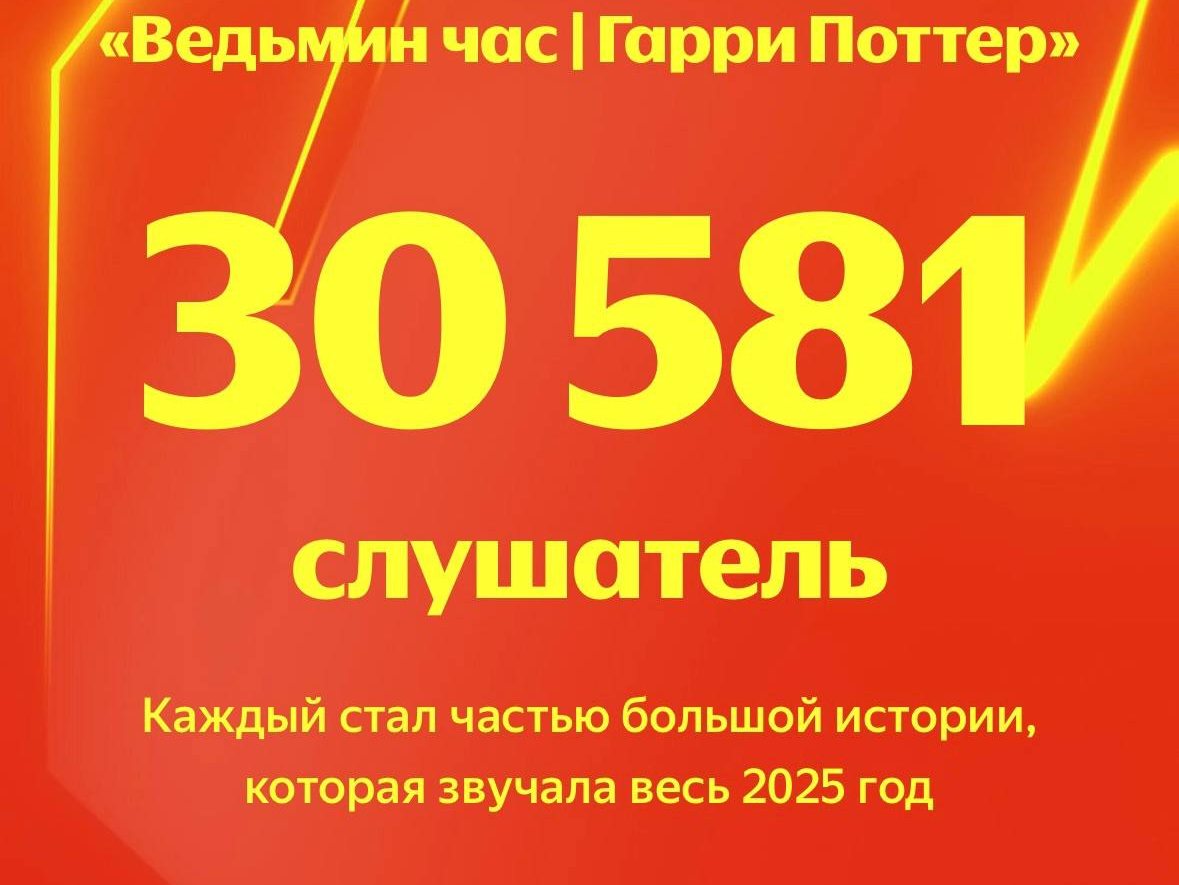 «Ведьмин час | Гарри Поттер»
30 581
слушатель
Каждый стал частью большой истории,
которая звучала весь 2025 год